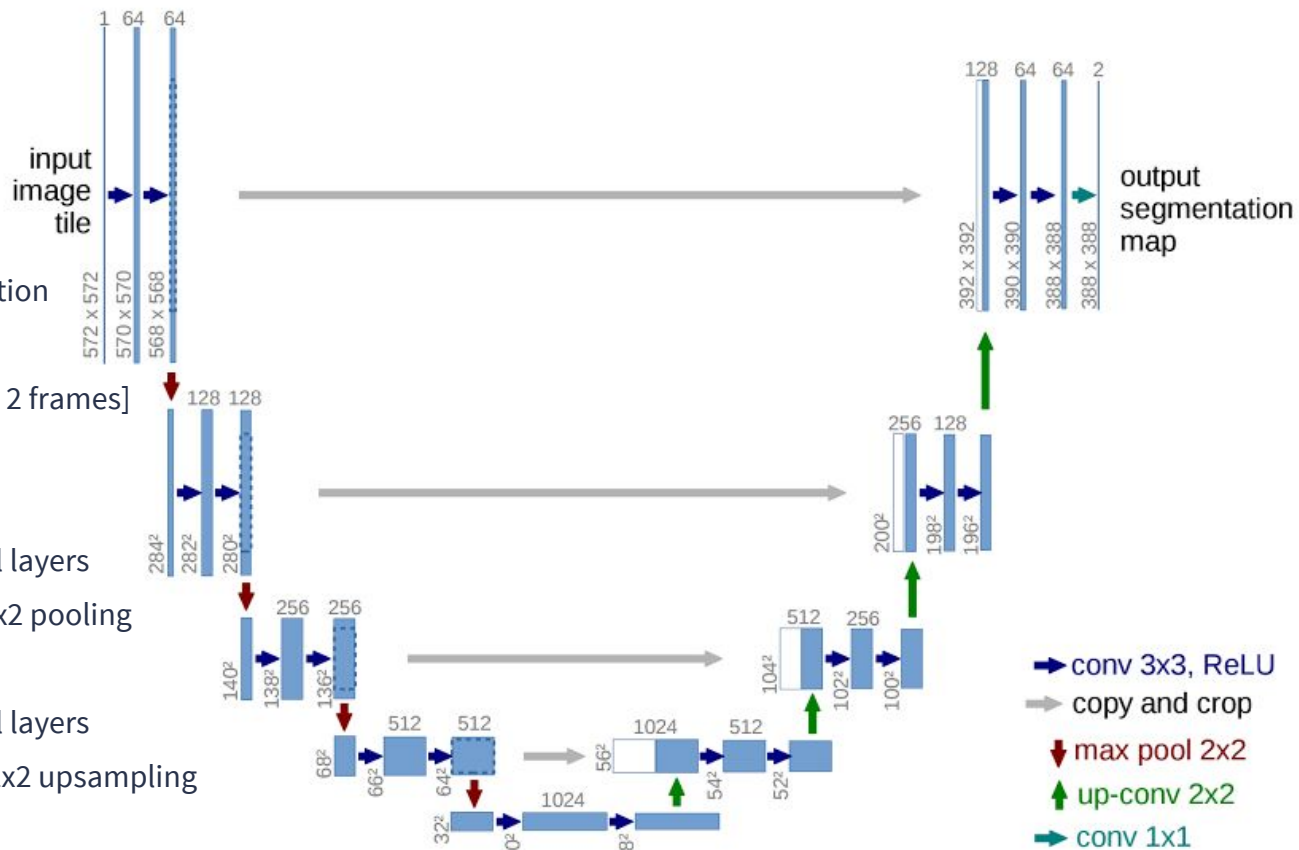 1 64 64
input
image
tile
572 x 572
570 x 570
568 x 568
128 64 64 2
392 x 392
390 x 390
388 x 388
388 x 388
output
segmentation
map
tion
2 frames]
128 128
284²
282²
280²
256 128
200²
198²
196²
l layers
x2 pooling
256 256
140²
138²
136²
512 256
104²
102²
100²
l layers
x2 upsampling
512 512
68²
66²
64²
1024 512
56²
54²
52²
1024
32²
conv 3x3, ReLU
copy and crop
max pool 2x2
up-conv 2x2
conv 1x1